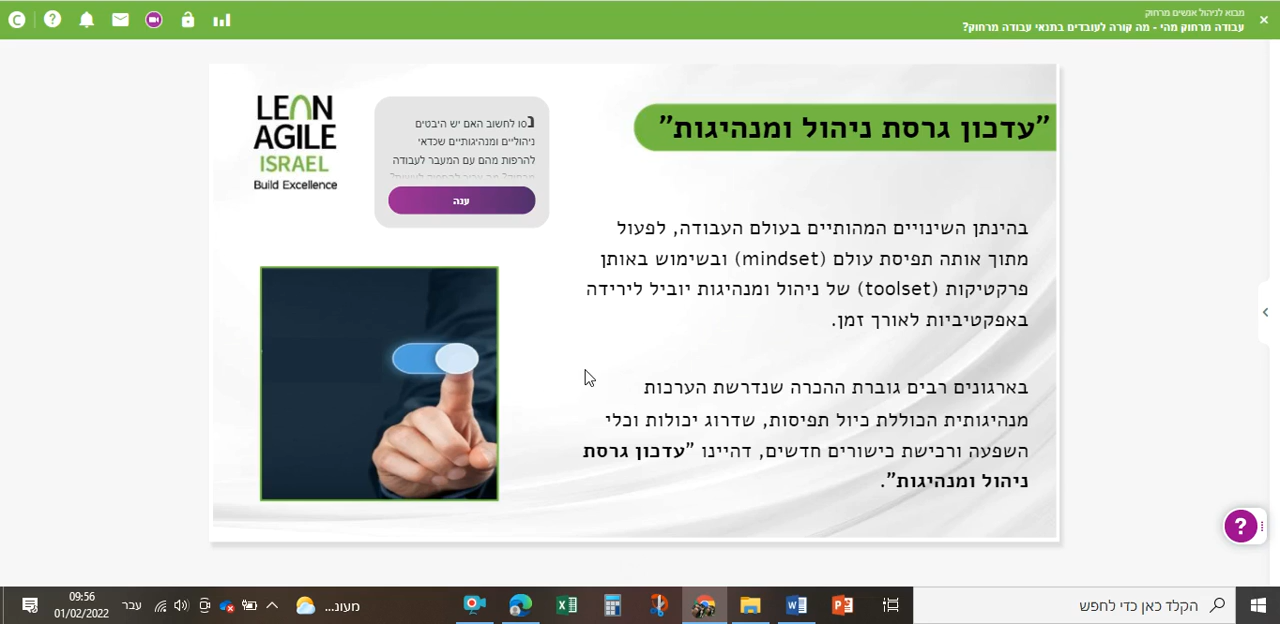 מבוא לניהול אנשים מרחוק
עבודה מרחוק מהי - מה קורה לעובדים בתנאי עבודה מרחוק?
"עדכון גרסת ניהול ומנהיגות"
LEAN
AGILE
ISRAEL
Build Excellence
נסו לחשוב האם יש היבטים
ניהוליים ומנהיגותיים שכדאי
להרפות מהם עם המעבר לעבודה
ענה
בהינתן השינויים המהותיים בעולם העבודה, לפעול
מתוך אותה תפיסת עולם (mindset) ובשימוש באותן
פרקטיקות (toolset) של ניהול ומנהיגות יוביל לירידה
באפקטיביות לאורך זמן.
בארגונים רבים גוברת ההכרה שנדרשת הערכות
מנהיגותית הכוללת כיול תפיסות, שדרוג יכולות וכלי
השפעה ורכישת כישורים חדשים, דהיינו "עדכון גרסת
ניהול ומנהיגות".
הקלד כאן כדי לחפש
מעונ...
עבר
09:56
01/02/2022